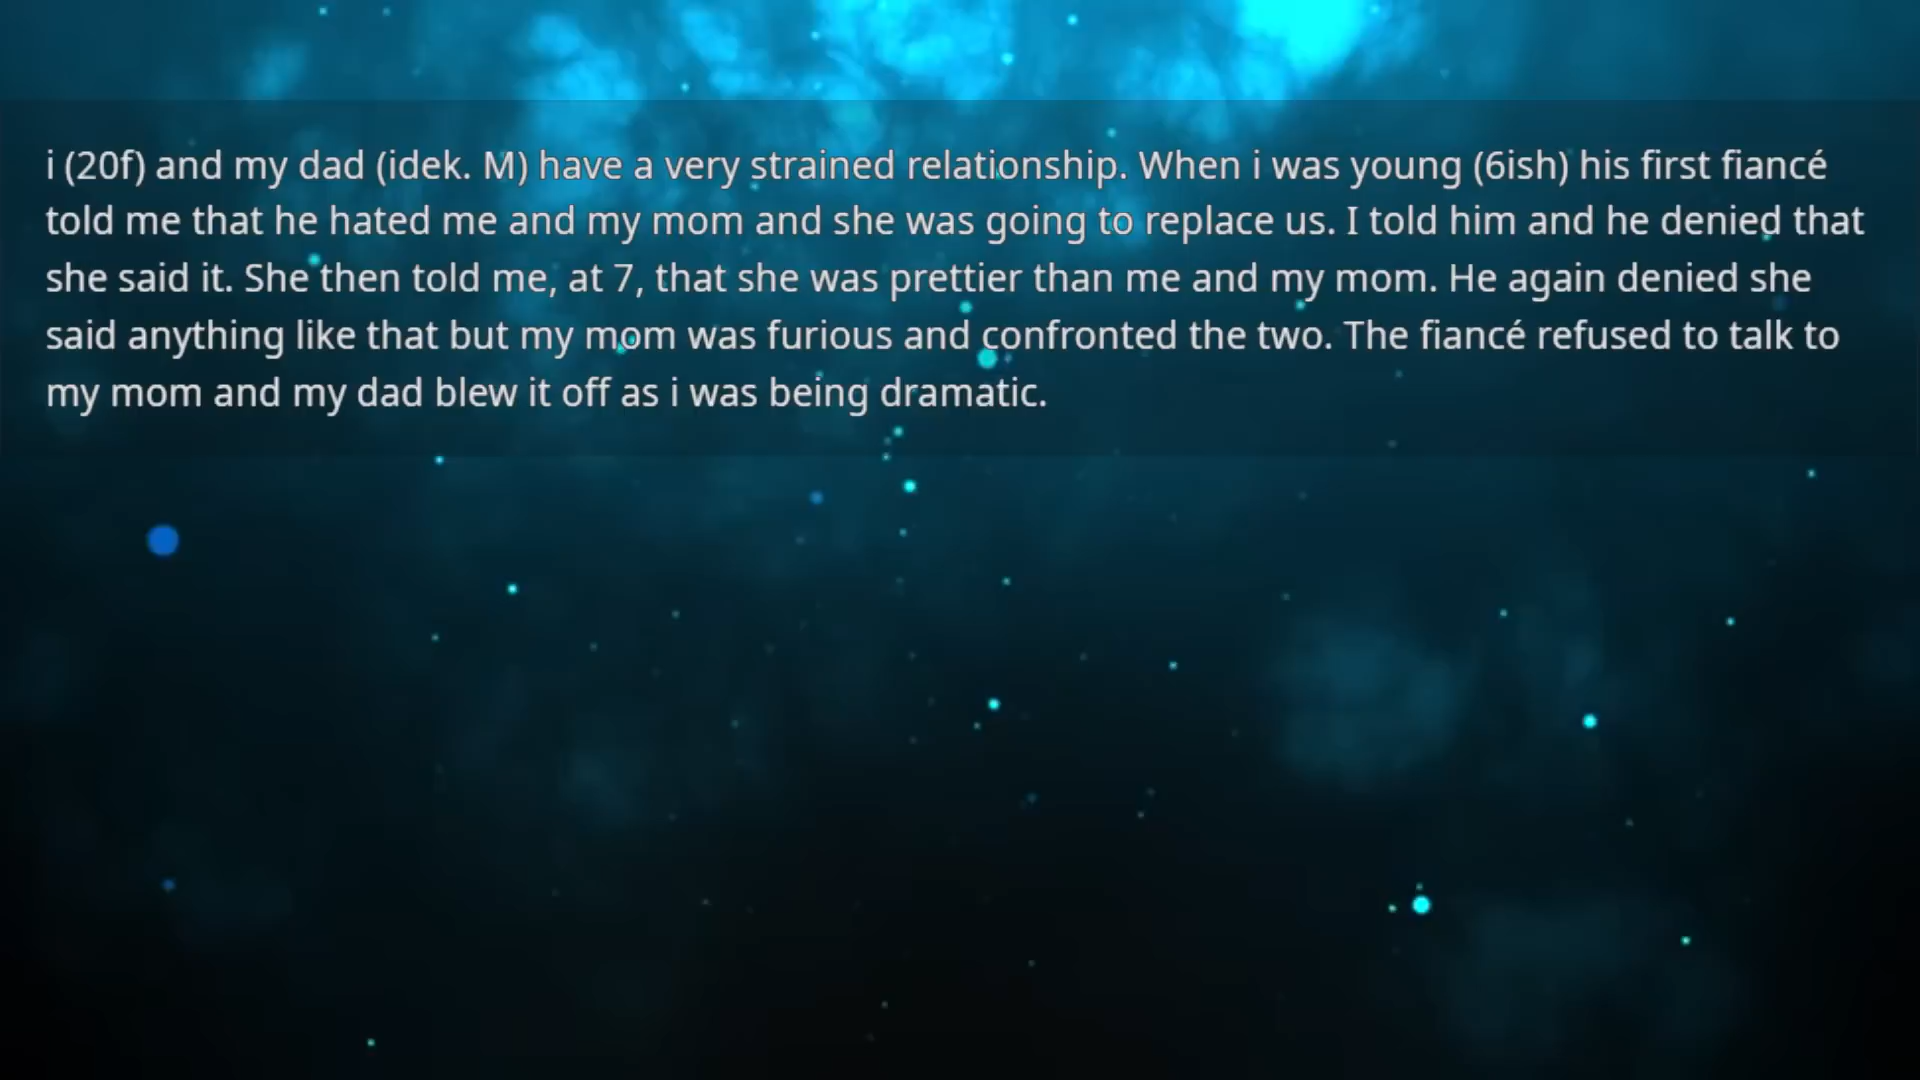 i (20f) and my dad (idek. M) have a very strained relationship. When i was young (6ish) his first fiancé
told me that he hated me and my mom and she was going to replace us. I told him and he denied that
she said it. She then told me, at 7, that she was prettier than me and my mom. He again denied she
said anything like that but my mom was furious and confronted the two. The fiancé refused to talk to
my mom and my dad blew it off as i was being dramatic.